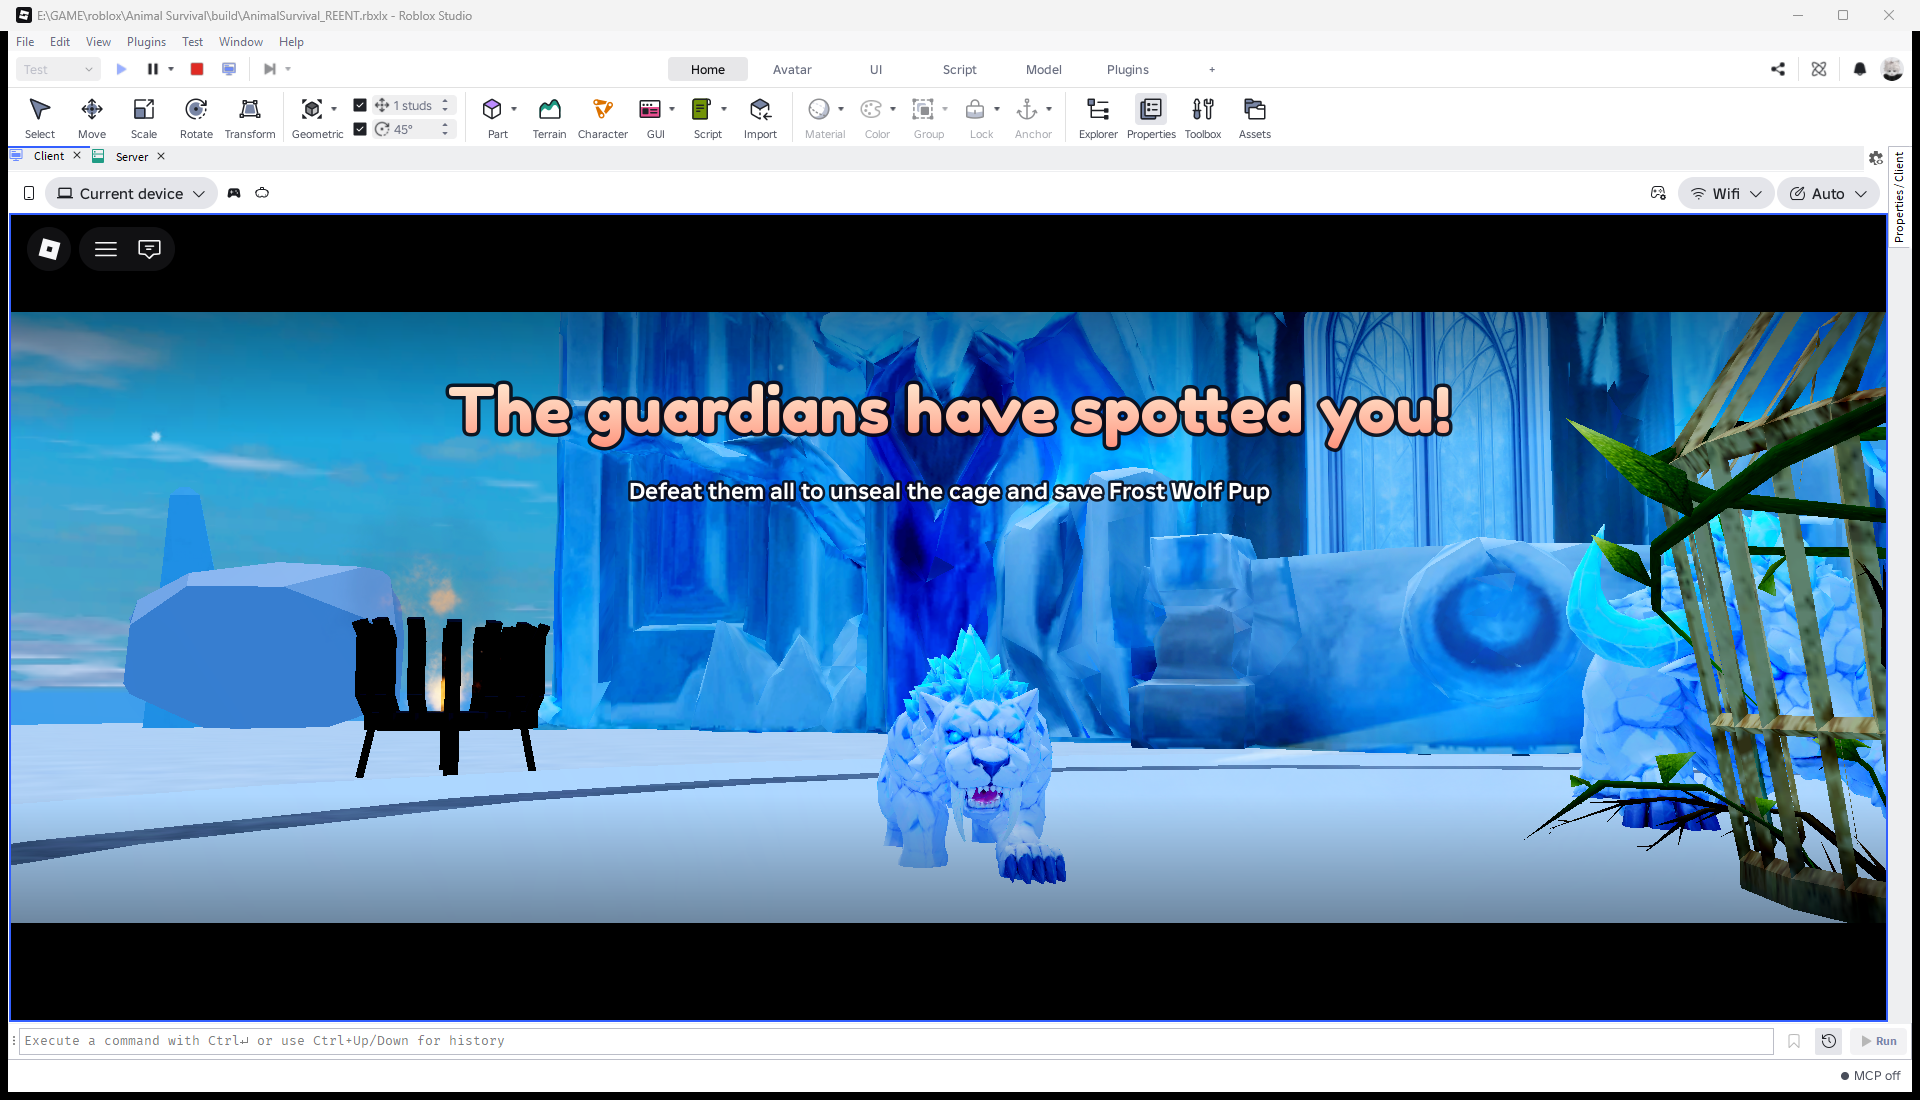 E:\GAME\roblox\Animal Survival\build\AnimalSurvival_REENT.rbxlx - Roblox Studio
File Edit View Plugins Test Window Help
Test Home Avatar UI Script Model Plugins +
1 studs
45°
Select Move Scale Rotate Transform Geometric Part Terrain Character GUI Script Import Material Color Group Lock Anchor Explorer Properties Toolbox Assets
Client Server
Properties / Client
Current device Wifi Auto
The guardians have spotted you!
Defeat them all to unseal the cage and save Frost Wolf Pup
Execute a command with Ctrl↵ or use Ctrl+Up/Down for history
Run
MCP off